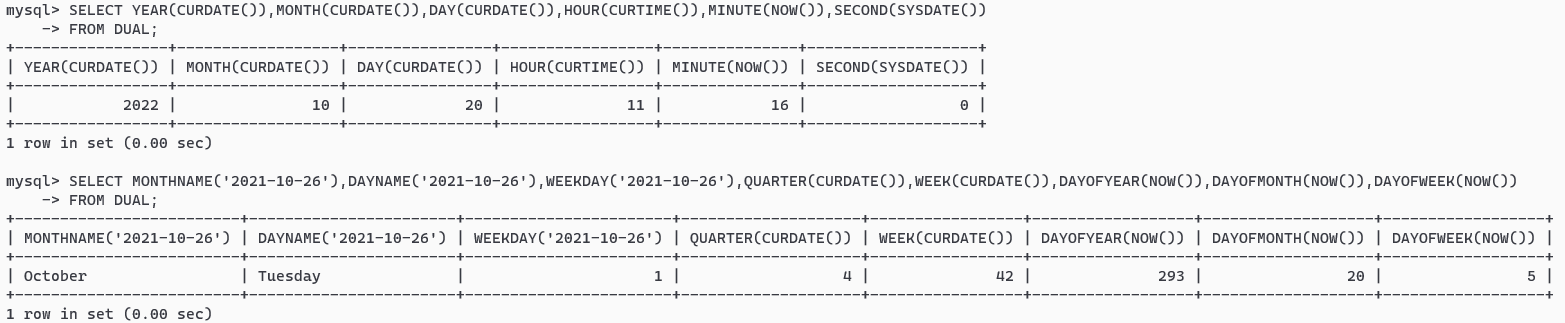 mysql> SELECT YEAR(CURDATE()),MONTH(CURDATE()),DAY(CURDATE()),HOUR(CURTIME()),MINUTE(NOW()),SECOND(SYSDATE())
    -> FROM DUAL;
+-----------------+------------------+----------------+-----------------+---------------+-------------------+
| YEAR(CURDATE()) | MONTH(CURDATE()) | DAY(CURDATE()) | HOUR(CURTIME()) | MINUTE(NOW()) | SECOND(SYSDATE()) |
+-----------------+------------------+----------------+-----------------+---------------+-------------------+
|            2022 |               10 |             20 |              11 |            16 |                 0 |
+-----------------+------------------+----------------+-----------------+---------------+-------------------+
1 row in set (0.00 sec)

mysql> SELECT MONTHNAME('2021-10-26'),DAYNAME('2021-10-26'),WEEKDAY('2021-10-26'),QUARTER(CURDATE()),WEEK(CURDATE()),DAYOFYEAR(NOW()),DAYOFMONTH(NOW()),DAYOFWEEK(NOW())
    -> FROM DUAL;
+-------------------------+-----------------------+-----------------------+--------------------+-----------------+------------------+-------------------+------------------+
| MONTHNAME('2021-10-26') | DAYNAME('2021-10-26') | WEEKDAY('2021-10-26') | QUARTER(CURDATE()) | WEEK(CURDATE()) | DAYOFYEAR(NOW()) | DAYOFMONTH(NOW()) | DAYOFWEEK(NOW()) |
+-------------------------+-----------------------+-----------------------+--------------------+-----------------+------------------+-------------------+------------------+
| October                 | Tuesday               |                     1 |                  4 |              42 |              293 |                20 |                5 |
+-------------------------+-----------------------+-----------------------+--------------------+-----------------+------------------+-------------------+------------------+
1 row in set (0.00 sec)